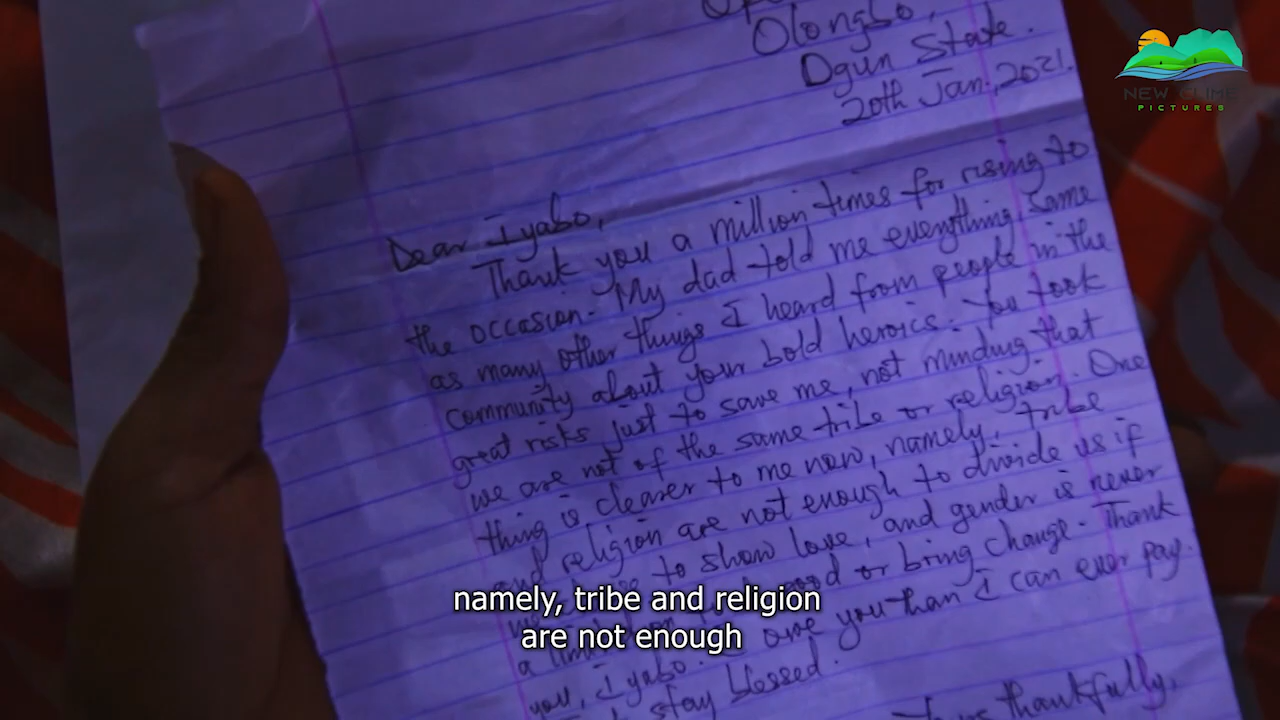 Olongbo,
Ogun State.
20th Jan., 2021.
NEW CLIME
PICTURES
Dear Iyabo,
Thank you a million times for rising to
the occasion. My dad told me everything, same
as many other things I heard from people in the
community about your bold heroics. You took
great risks just to save me, not minding that
we are not of the same tribe or religion. One
thing is clearer to me now, namely, tribe
and religion are not enough to divide us if
to show love, and gender is never
a good or bring change. Thank
you, Iyabo. I owe you than I can ever pay.
stay blessed.
thankfully,
namely, tribe and religion
are not enough